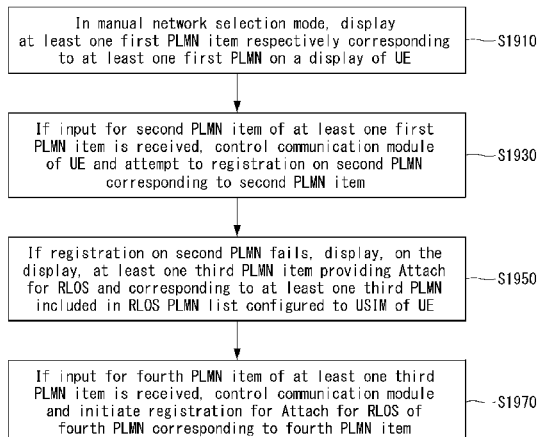 In manual network selection mode, display
at least one first PLMN item respectively corresponding
to at least one first PLMN on a display of UE
S1910
If input for second PLMN item of at least one first
PLMN item is received, control communication module
of UE and attempt to registration on second PLMN
corresponding to second PLMN item
S1930
If registration on second PLMN fails, display, on the
display, at least one third PLMN item providing Attach
for RLOS and corresponding to at least one third PLMN
included in RLOS PLMN list configured to USIM of UE
S1950
If input for fourth PLMN item of at least one third
PLMN item is received, control communication module
and initiate registration for Attach for RLOS of
fourth PLMN corresponding to fourth PLMN item
S1970